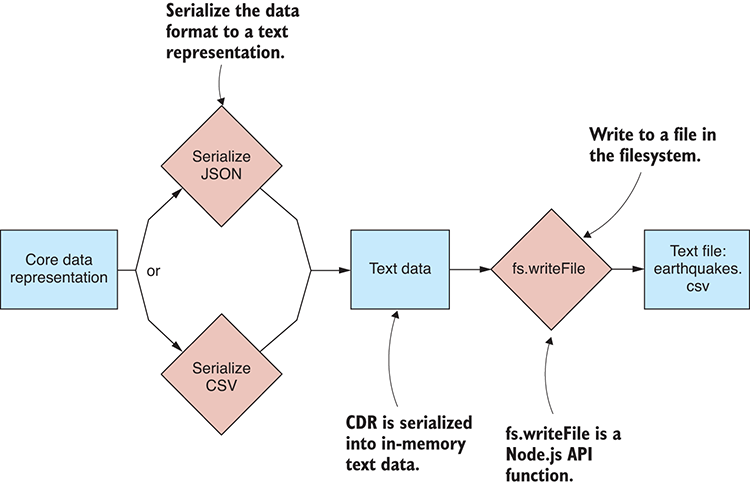 Serialize the data
format to a text
representation.
Serialize
JSON
Write to a file in
the filesystem.
Core data
representation
or
Text data
fs.writeFile
Text file:
earthquakes.
csv
Serialize
CSV
CDR is serialized
into in-memory
text data.
fs.writeFile is a
Node.js API
function.